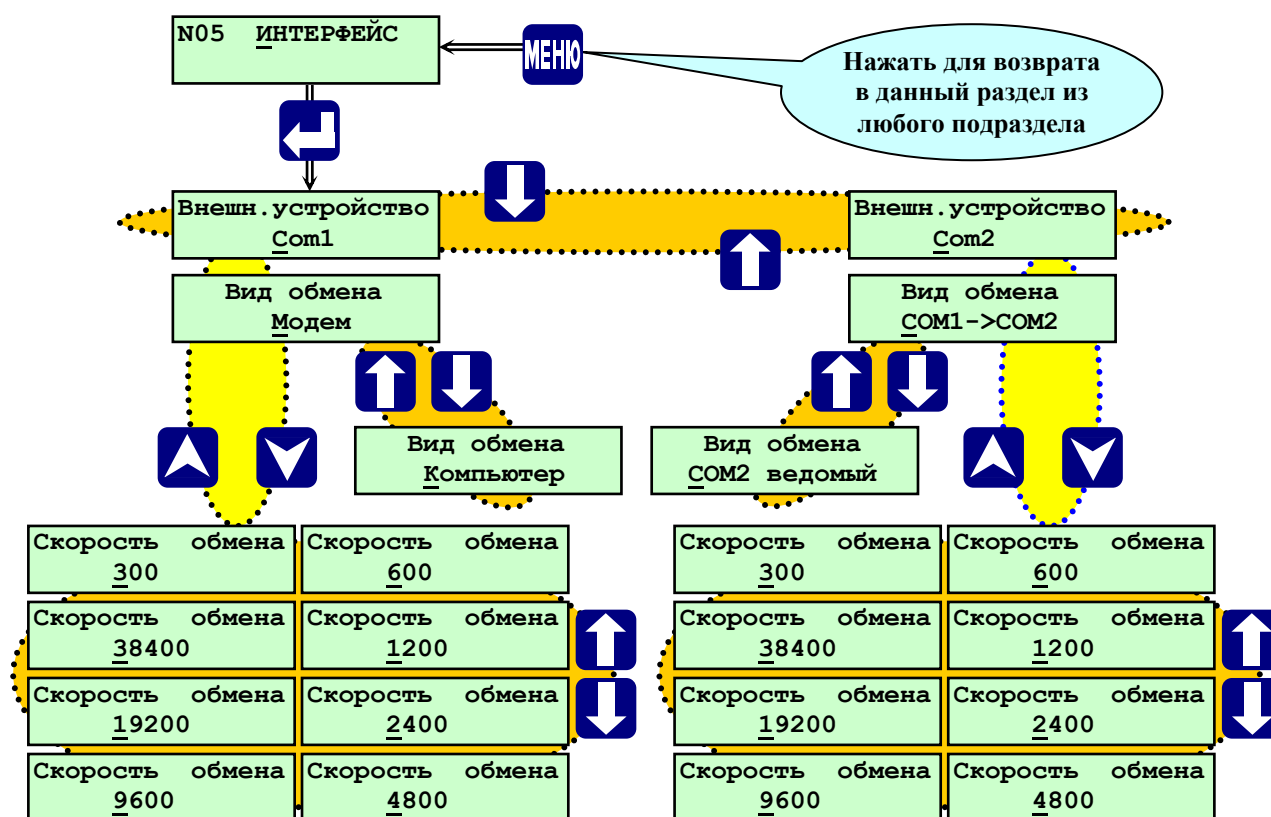 N05 ИНТЕРФЕЙС
МЕНЮ
Нажать для возврата
в данный раздел из
любого подраздела
Внешн.устройство
Com1
Внешн.устройство
Com2
Вид обмена
Модем
Вид обмена
COM1->COM2
Вид обмена
Компьютер
Вид обмена
COM2 ведомый
Скорость обмена
300
Скорость обмена
600
Скорость обмена
300
Скорость обмена
600
Скорость обмена
38400
Скорость обмена
1200
Скорость обмена
38400
Скорость обмена
1200
Скорость обмена
19200
Скорость обмена
2400
Скорость обмена
19200
Скорость обмена
2400
Скорость обмена
9600
Скорость обмена
4800
Скорость обмена
9600
Скорость обмена
4800